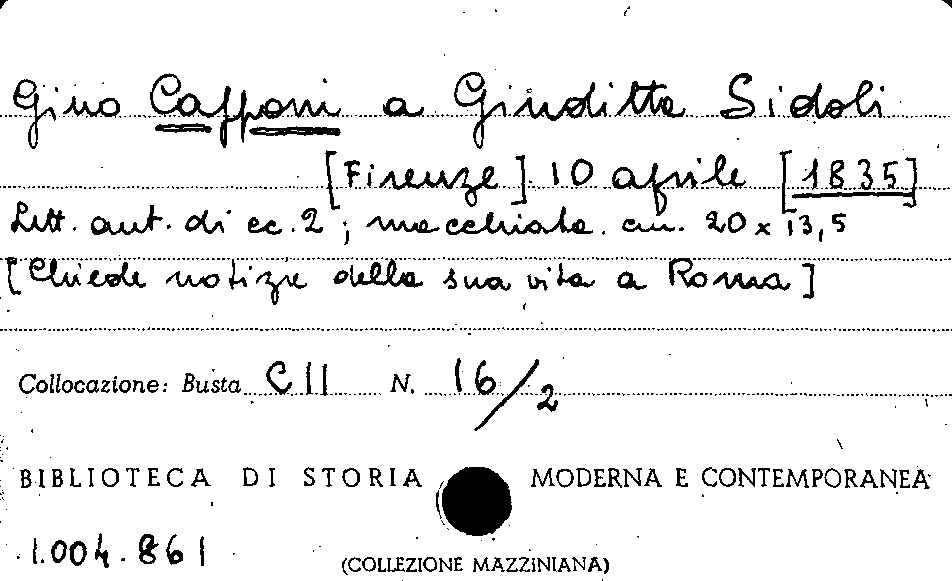 Gino Capponi a Giuditta Sidoli
[Firenze] 10 aprile [1835]
Lett. aut. di cc. 2; macchiata. cm. 20 x 13,5
[Chiede notizie della sua vita a Roma]
Collocazione: Busta C II N. 16/2
BIBLIOTECA DI STORIA MODERNA E CONTEMPORANEA
1.004.861
(COLLEZIONE MAZZINIANA)